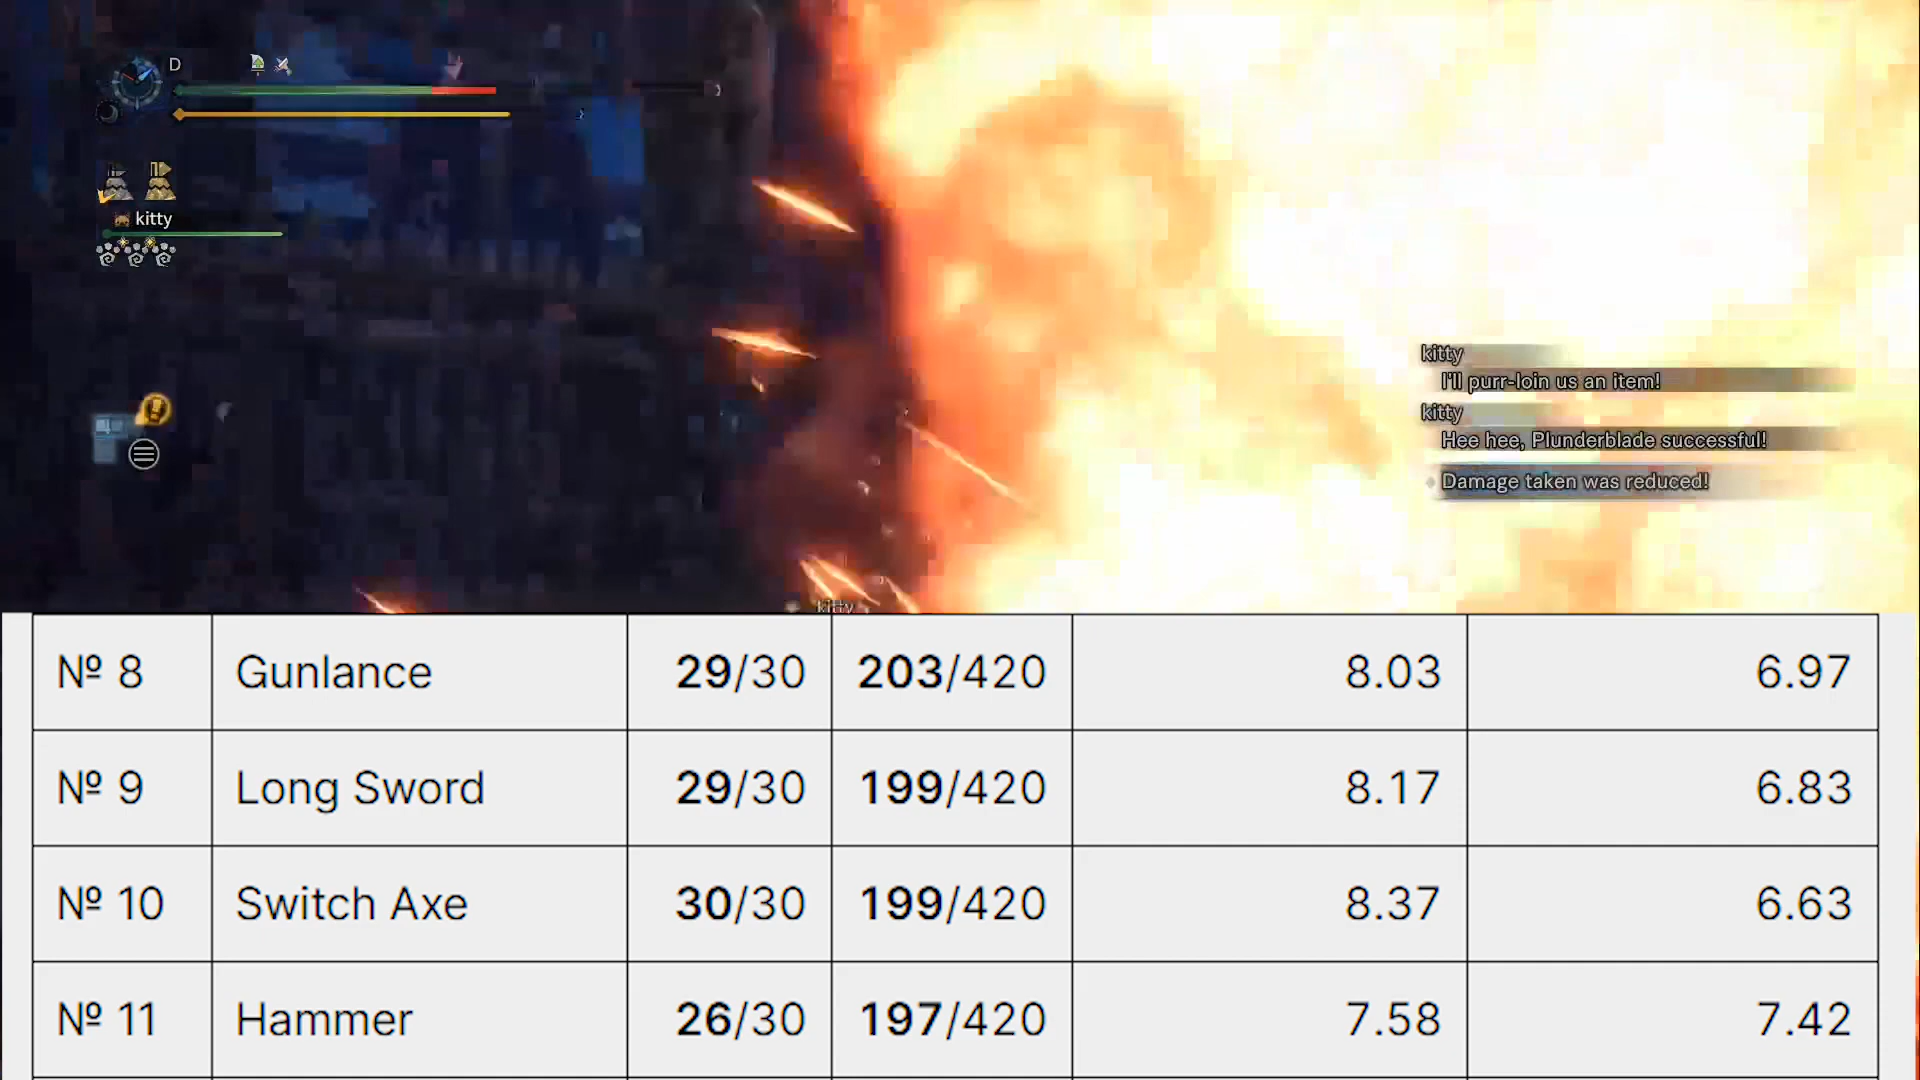 D
kitty
kitty
I'll purr-loin us an item!
kitty
Hee hee, Plunderblade successful!
Damage taken was reduced!
kitty
№ 8 Gunlance 29/30 203/420 8.03 6.97
№ 9 Long Sword 29/30 199/420 8.17 6.83
№ 10 Switch Axe 30/30 199/420 8.37 6.63
№ 11 Hammer 26/30 197/420 7.58 7.42